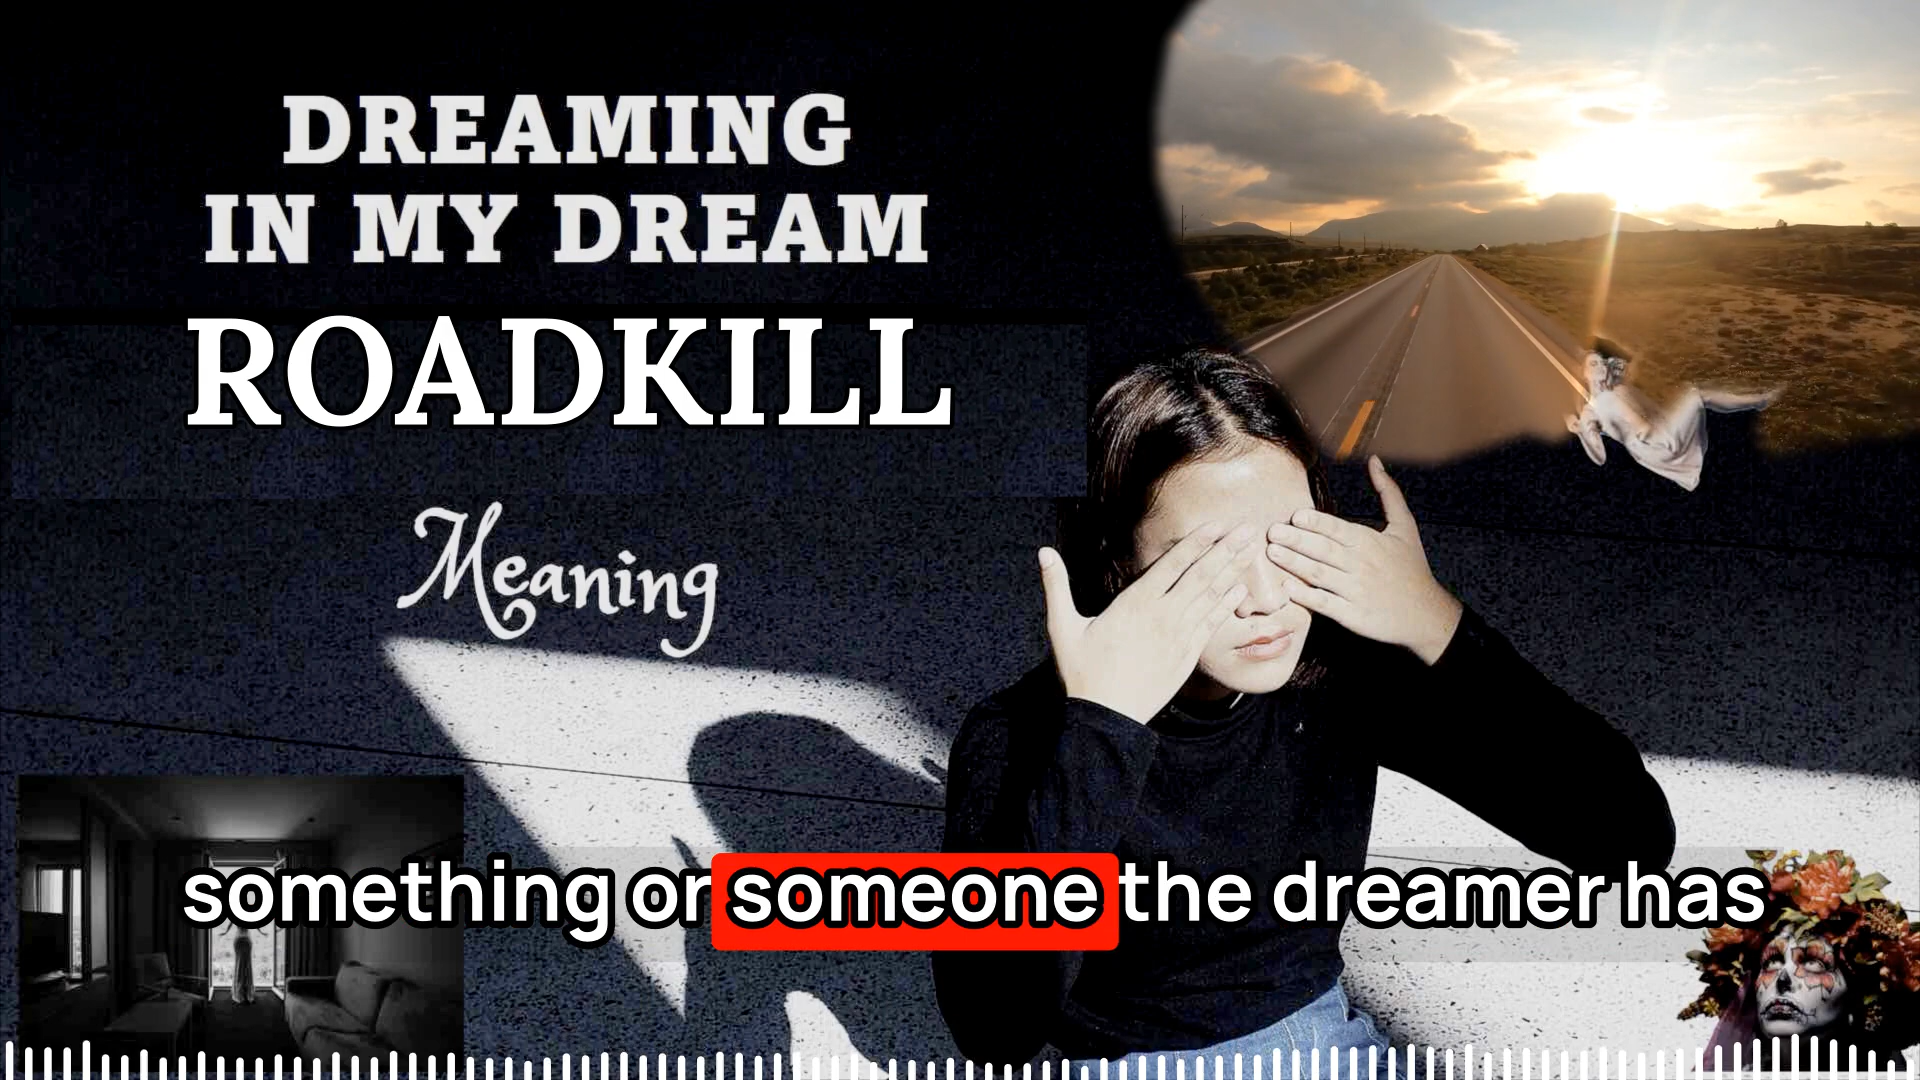 DREAMING
IN MY DREAM
ROADKILL
Meaning
something or someone the dreamer has